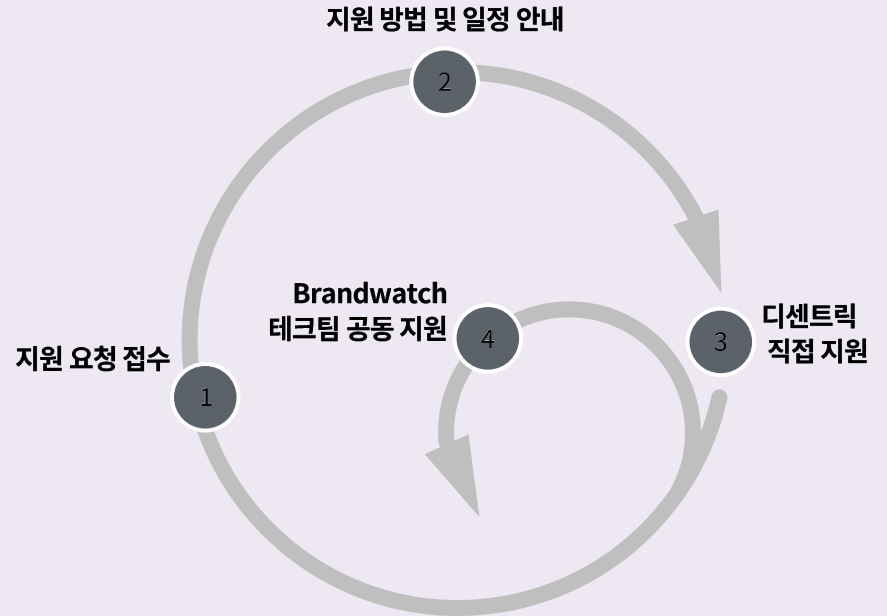 지원 방법 및 일정 안내
2
Brandwatch
테크팀 공동 지원
4
3
디센트릭
직접 지원
지원 요청 접수
1